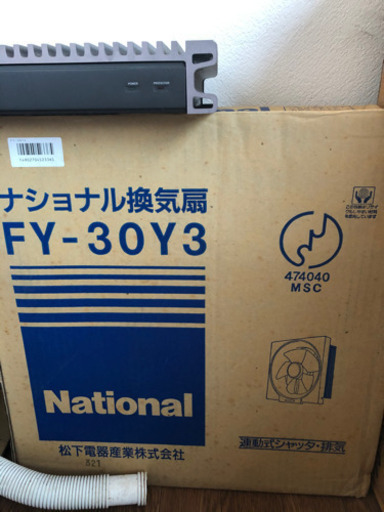 ナショナル換気扇
FY-30Y3
474040
MSC
National
連動式シャッター・排気
松下電器産業株式会社
321